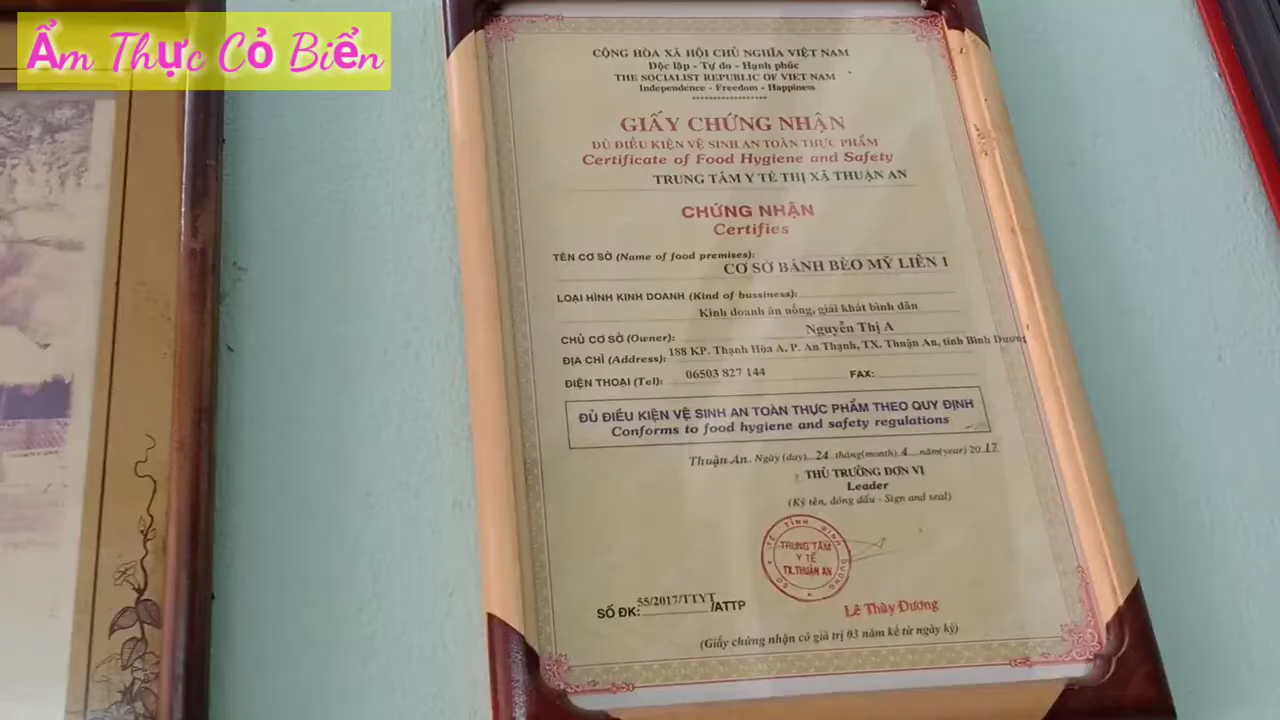 Ẩm Thực Cỏ Biển
CỘNG HÒA XÃ HỘI CHỦ NGHĨA VIỆT NAM
Độc lập - Tự do - Hạnh phúc
THE SOCIALIST REPUBLIC OF VIET NAM
Independence - Freedom - Happiness
GIẤY CHỨNG NHẬN
ĐỦ ĐIỀU KIỆN VỆ SINH AN TOÀN THỰC PHẨM
Certificate of Food Hygiene and Safety
TRUNG TÂM Y TẾ THỊ XÃ THUẬN AN
CHỨNG NHẬN
Certifies
TÊN CƠ SỞ (Name of food premises):
CƠ SỞ BÁNH BÈO MỸ LIÊN 1
LOẠI HÌNH KINH DOANH (Kind of bussiness):
Kinh doanh ăn uống, giải khát bình dân
CHỦ CƠ SỞ (Owner): Nguyễn Thị A
ĐỊA CHỈ (Address): 188 KP. Thạnh Hòa A, P. An Thạnh, TX. Thuận An, tỉnh Bình Dương
ĐIỆN THOẠI (Tel): 06503 827 144 FAX:
ĐỦ ĐIỀU KIỆN VỆ SINH AN TOÀN THỰC PHẨM THEO QUY ĐỊNH
Conforms to food hygiene and safety regulations
Thuận An. Ngày (day) 24 tháng(month) 4 năm(year) 2017
THỦ TRƯỞNG ĐƠN VỊ
Leader
(Ký tên, đóng dấu - Sign and seal)
SỞ Y TẾ TỈNH BÌNH DƯƠNG
TRUNG TÂM
Y TẾ
TX.THUẬN AN
SỐ ĐK: 55/2017/TTYT /ATTP
Lê Thùy Dương
(Giấy chứng nhận có giá trị 03 năm kể từ ngày ký)